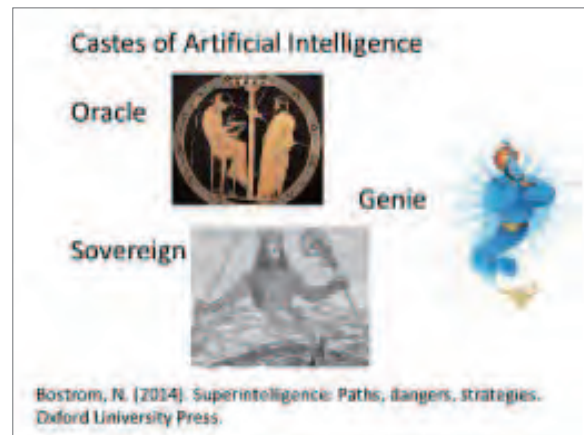 Castes of Artificial Intelligence
Oracle
Genie
Sovereign
Bostrom, N. (2014). Superintelligence: Paths, dangers, strategies.
Oxford University Press.